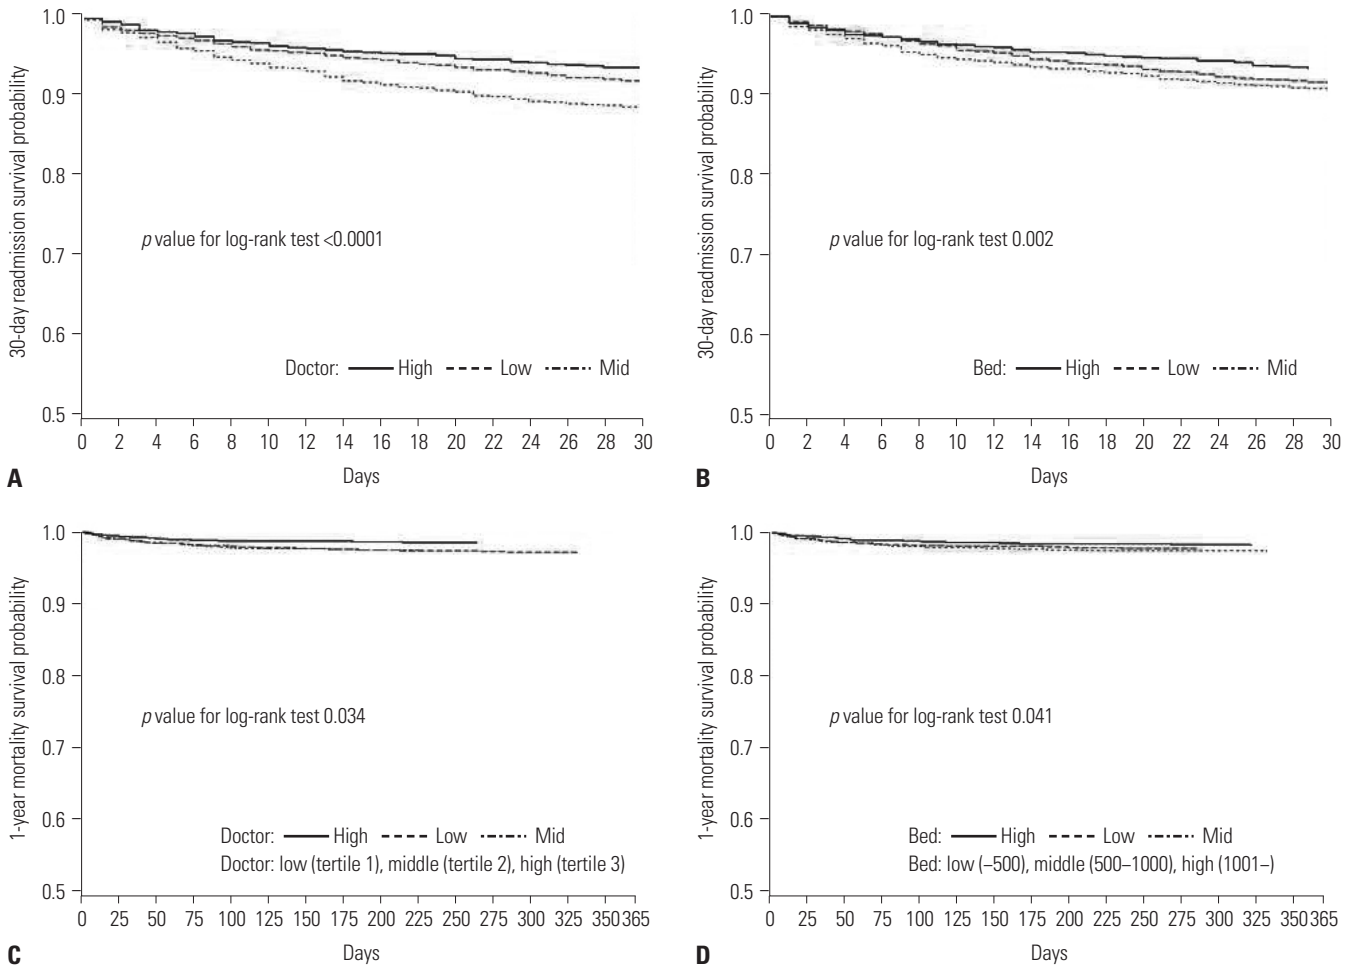 30-day readmission survival probability
1.0
0.9
0.8
0.7
0.6
0.5
p value for log-rank test <0.0001
Doctor: High Low Mid
0 2 4 6 8 10 12 14 16 18 20 22 24 26 28 30
Days
A
30-day readmission survival probability
1.0
0.9
0.8
0.7
0.6
0.5
p value for log-rank test 0.002
Bed: High Low Mid
0 2 4 6 8 10 12 14 16 18 20 22 24 26 28 30
Days
B
1-year mortality survival probability
1.0
0.9
0.8
0.7
0.6
0.5
p value for log-rank test 0.034
Doctor: High Low Mid
Doctor: low (tertile 1), middle (tertile 2), high (tertile 3)
0 25 50 75 100 125 150 175 200 225 250 275 300 325 350 365
Days
C
1-year mortality survival probability
1.0
0.9
0.8
0.7
0.6
0.5
p value for log-rank test 0.041
Bed: High Low Mid
Bed: low (–500), middle (500–1000), high (1001–)
0 25 50 75 100 125 150 175 200 225 250 275 300 325 350 365
Days
D